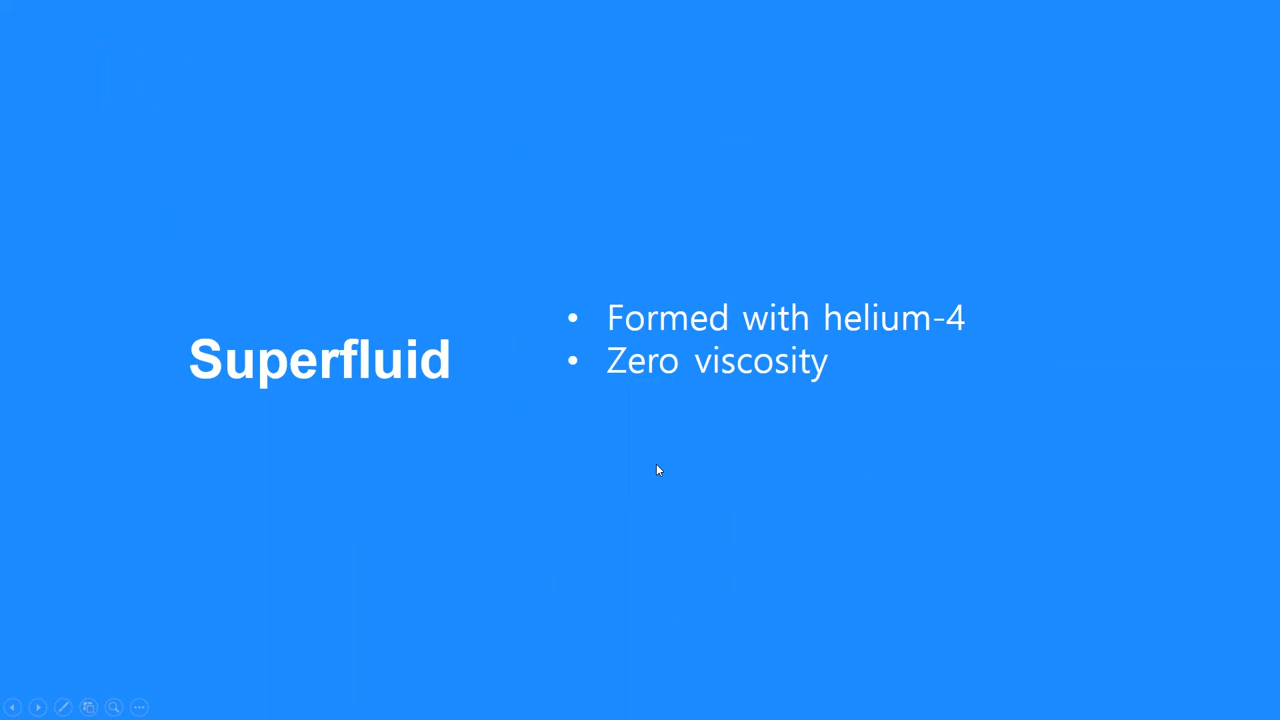 Superfluid
• Formed with helium-4
• Zero viscosity